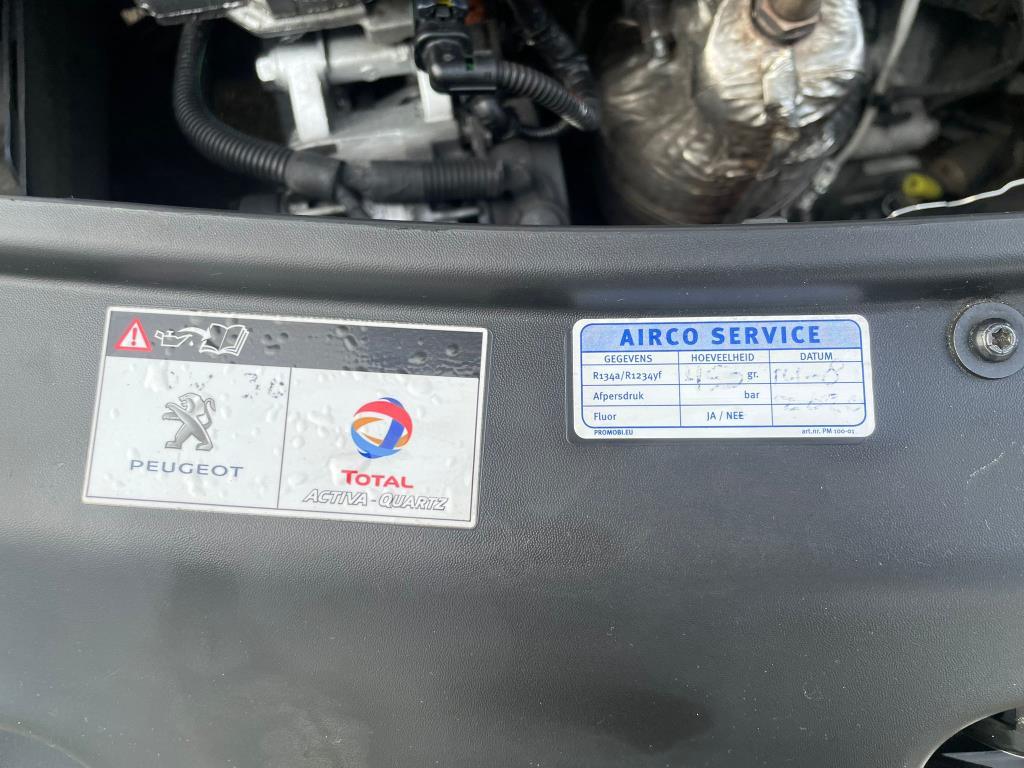 PEUGEOT
TOTAL
ACTIVA-QUARTZ
AIRCO SERVICE
GEGEVENS HOEVEELHEID DATUM
R134a/R1234yf gr.
Afpersdruk bar
Fluor JA / NEE
PROMOBI.EU art.nr. PM 100-01